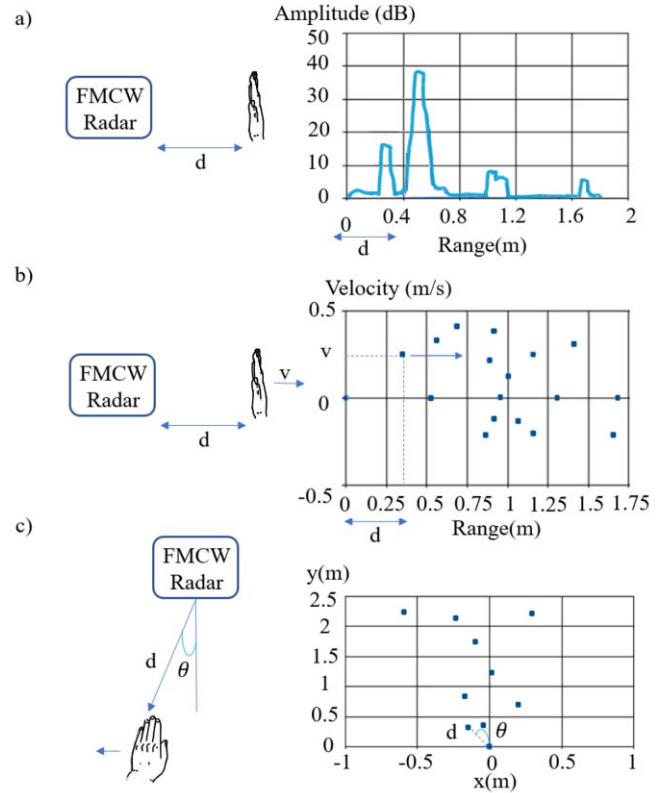 a)
Amplitude (dB)
FMCW
Radar
d
50
40
30
20
10
0
0 0.4 0.8 1.2 1.6 2
Range(m)
d
b)
Velocity (m/s)
FMCW
Radar
v
d
0.5
v
0
-0.5
0 0.25 0.5 0.75 1 1.25 1.5 1.75
Range(m)
d
c)
FMCW
Radar
d
θ
y(m)
2.5
2
1.5
1
0.5
0
d
θ
-1 -0.5 0 0.5 1
x(m)